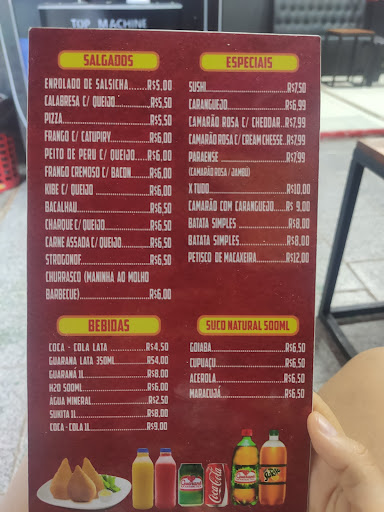 TOP MACHINE
SALGADOS
ENROLADO DE SALSICHA......R$5,00
CALABRESA C/ QUEIJO.....R$5,50
PIZZA.....R$5,50
FRANGO C/ CATUPIRY.....R$6,00
PEITO DE PERU C/ QUEIJO.....R$6,00
FRANGO CREMOSO C/ BACON.....R$6,00
KIBE C/ QUEIJO.....R$6,00
BACALHAU.....R$6,50
CHARQUE C/ QUEIJO.....R$6,50
CARNE ASSADA C/ QUEIJO.....R$6,50
STROGONOF.....R$6,50
CHURRASCO (MANINHA AO MOLHO
BARBECUE).....R$6,00
ESPECIAIS
SUSHI.....R$7,50
CARANGUEJO.....R$6,99
CAMARÃO ROSA C/ CHEDDAR..R$7,99
CAMARÃO ROSA C/ CREAM CHESSE..R$7,99
PARAENSE.....R$7,99
(CAMARÃO ROSA / JAMBÚ)
X TUDO.....R$10,00
CAMARÃO COM CARANGUEJO.....R$ 9,00
BATATA SIMPLES.....R$8,00
BATATA SIMPLES.....R$8,00
PETISCO DE MACAXEIRA.....R$12,00
BEBIDAS
COCA - COLA LATA.....R$4,50
GUARANA LATA 350ML.....R$4,00
GUARANÁ 1L.....R$8,00
H2O 500ML.....R$6,00
ÁGUA MINERAL.....R$2,50
SUKITA 1L.....R$8,00
COCA -COLA 1L.....R$9,00
SUCO NATURAL 500ML
GOIABA.....R$6,50
CUPUAÇU.....R$6,50
ACEROLA.....R$6,50
MARACUJÁ.....R$6,50
Coca-Cola